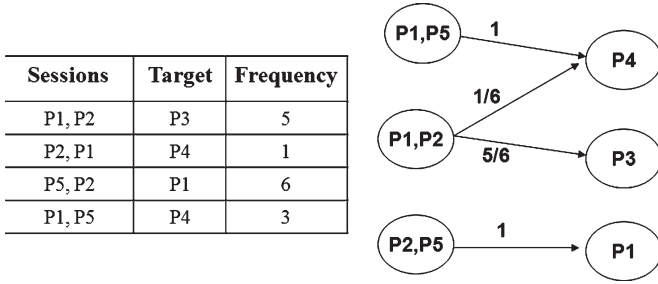 Sessions Target Frequency
P1, P2 P3 5
P2, P1 P4 1
P5, P2 P1 6
P1, P5 P4 3
P1,P5 1 P4
1/6
P1,P2
5/6 P3
P2,P5 1 P1